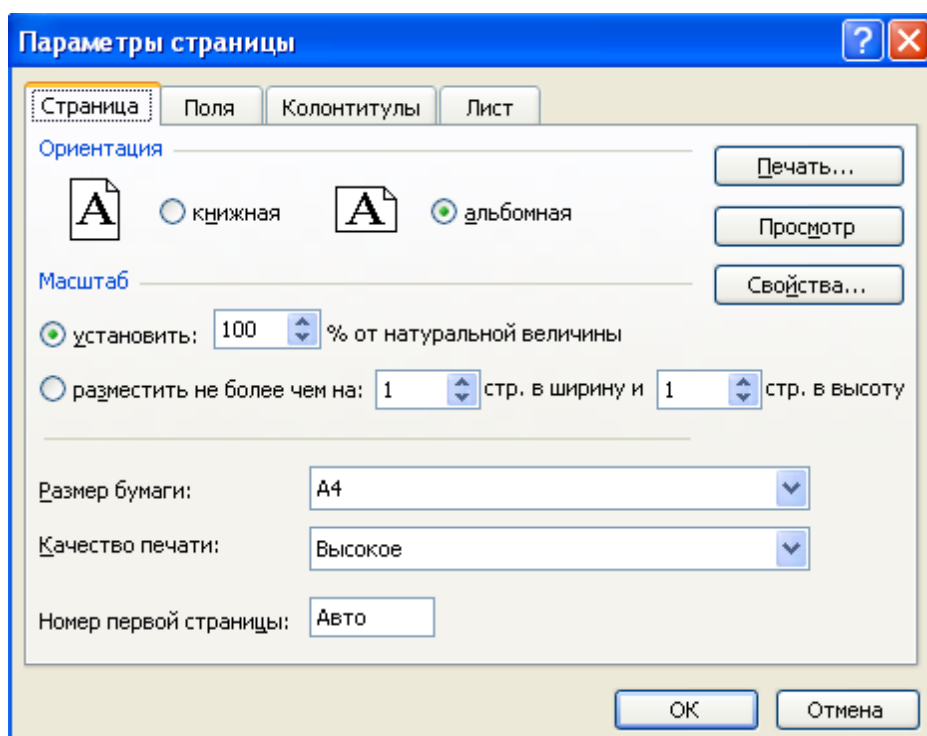 Параметры страницы
Страница Поля Колонтитулы Лист
Ориентация
Печать...
A книжная A альбомная
Просмотр
Масштаб
Свойства...
установить: 100 % от натуральной величины
разместить не более чем на: 1 стр. в ширину и 1 стр. в высоту
Размер бумаги: A4
Качество печати: Высокое
Номер первой страницы: Авто
ОК Отмена